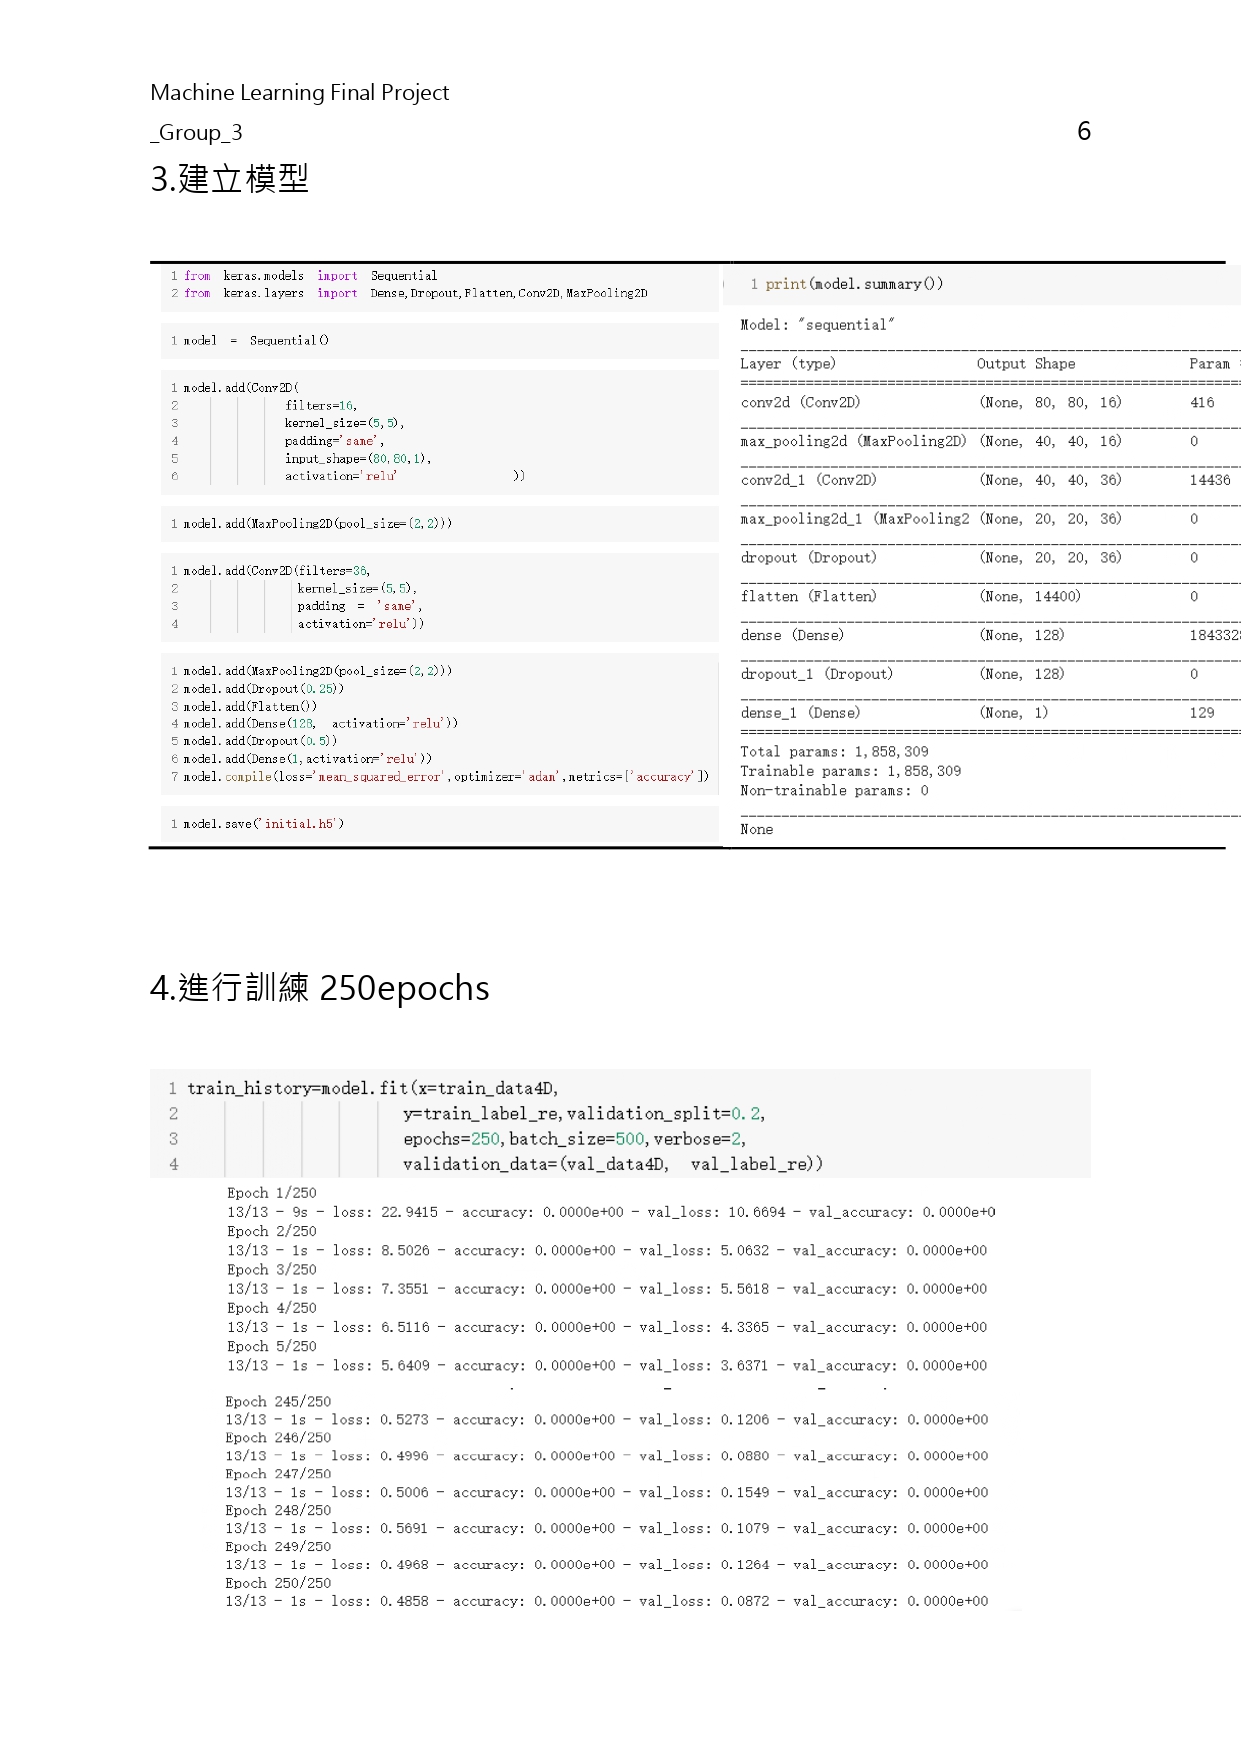 Machine Learning Final Project
_Group_3
6
3.建立模型
1 from keras.models import Sequential
2 from keras.layers import Dense,Dropout,Flatten,Conv2D,MaxPooling2D
1 model = Sequential()
1 model.add(Conv2D(
2 filters=16,
3 kernel_size=(5,5),
4 padding='same',
5 input_shape=(80,80,1),
6 activation='relu' ))
1 model.add(MaxPooling2D(pool_size=(2,2)))
1 model.add(Conv2D(filters=36,
2 kernel_size=(5,5),
3 padding = 'same',
4 activation='relu'))
1 model.add(MaxPooling2D(pool_size=(2,2)))
2 model.add(Dropout(0.25))
3 model.add(Flatten())
4 model.add(Dense(128, activation='relu'))
5 model.add(Dropout(0.5))
6 model.add(Dense(1,activation='relu'))
7 model.compile(loss='mean_squared_error',optimizer='adam',metrics=['accuracy'])
1 model.save('initial.h5')
1 print(model.summary())
Model: "sequential"
Layer (type) Output Shape Param
conv2d (Conv2D) (None, 80, 80, 16) 416
max_pooling2d (MaxPooling2D) (None, 40, 40, 16) 0
conv2d_1 (Conv2D) (None, 40, 40, 36) 14436
max_pooling2d_1 (MaxPooling2 (None, 20, 20, 36) 0
dropout (Dropout) (None, 20, 20, 36) 0
flatten (Flatten) (None, 14400) 0
dense (Dense) (None, 128) 1843328
dropout_1 (Dropout) (None, 128) 0
dense_1 (Dense) (None, 1) 129
Total params: 1,858,309
Trainable params: 1,858,309
Non-trainable params: 0
None
4.進行訓練 250epochs
1 train_history=model.fit(x=train_data4D,
2 y=train_label_re,validation_split=0.2,
3 epochs=250,batch_size=500,verbose=2,
4 validation_data=(val_data4D, val_label_re))
Epoch 1/250
13/13 - 9s - loss: 22.9415 - accuracy: 0.0000e+00 - val_loss: 10.6694 - val_accuracy: 0.0000e+0
Epoch 2/250
13/13 - 1s - loss: 8.5026 - accuracy: 0.0000e+00 - val_loss: 5.0632 - val_accuracy: 0.0000e+00
Epoch 3/250
13/13 - 1s - loss: 7.3551 - accuracy: 0.0000e+00 - val_loss: 5.5618 - val_accuracy: 0.0000e+00
Epoch 4/250
13/13 - 1s - loss: 6.5116 - accuracy: 0.0000e+00 - val_loss: 4.3365 - val_accuracy: 0.0000e+00
Epoch 5/250
13/13 - 1s - loss: 5.6409 - accuracy: 0.0000e+00 - val_loss: 3.6371 - val_accuracy: 0.0000e+00
Epoch 245/250
13/13 - 1s - loss: 0.5273 - accuracy: 0.0000e+00 - val_loss: 0.1206 - val_accuracy: 0.0000e+00
Epoch 246/250
13/13 - 1s - loss: 0.4996 - accuracy: 0.0000e+00 - val_loss: 0.0880 - val_accuracy: 0.0000e+00
Epoch 247/250
13/13 - 1s - loss: 0.5006 - accuracy: 0.0000e+00 - val_loss: 0.1549 - val_accuracy: 0.0000e+00
Epoch 248/250
13/13 - 1s - loss: 0.5691 - accuracy: 0.0000e+00 - val_loss: 0.1079 - val_accuracy: 0.0000e+00
Epoch 249/250
13/13 - 1s - loss: 0.4968 - accuracy: 0.0000e+00 - val_loss: 0.1264 - val_accuracy: 0.0000e+00
Epoch 250/250
13/13 - 1s - loss: 0.4858 - accuracy: 0.0000e+00 - val_loss: 0.0872 - val_accuracy: 0.0000e+00